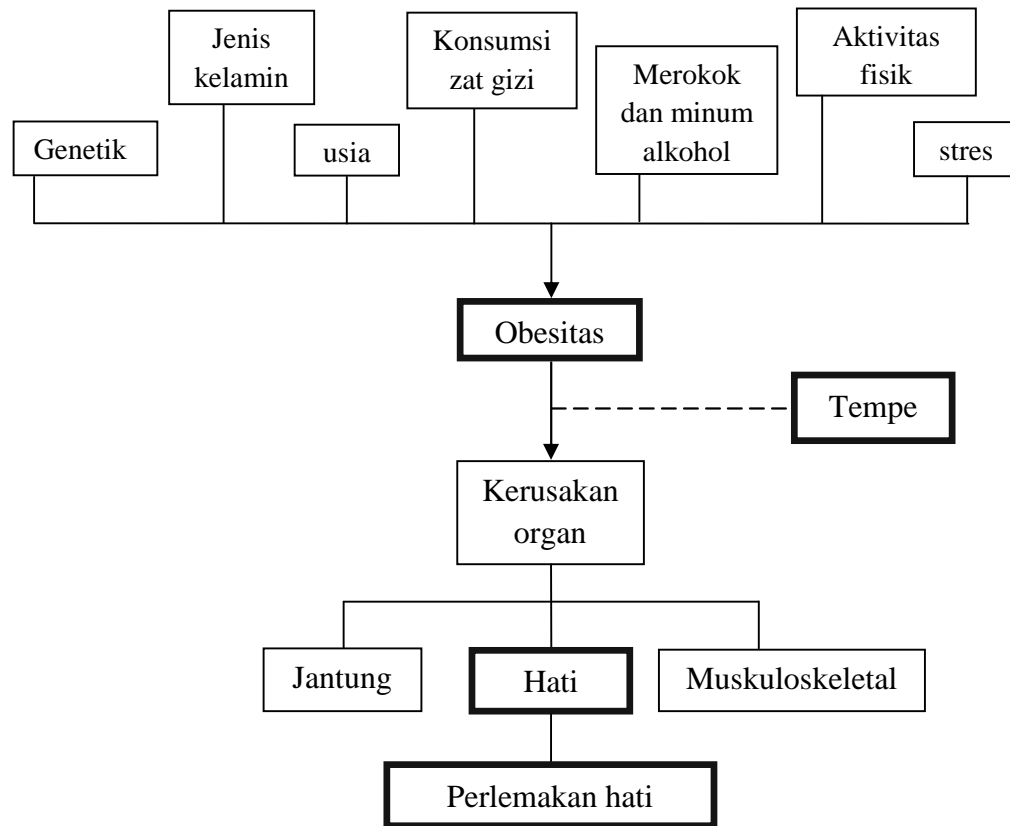 Jenis
kelamin
Konsumsi
zat gizi
Aktivitas
fisik
Merokok
dan minum
alkohol
Genetik
usia
stres
Obesitas
Tempe
Kerusakan
organ
Jantung
Hati
Muskuloskeletal
Perlemakan hati